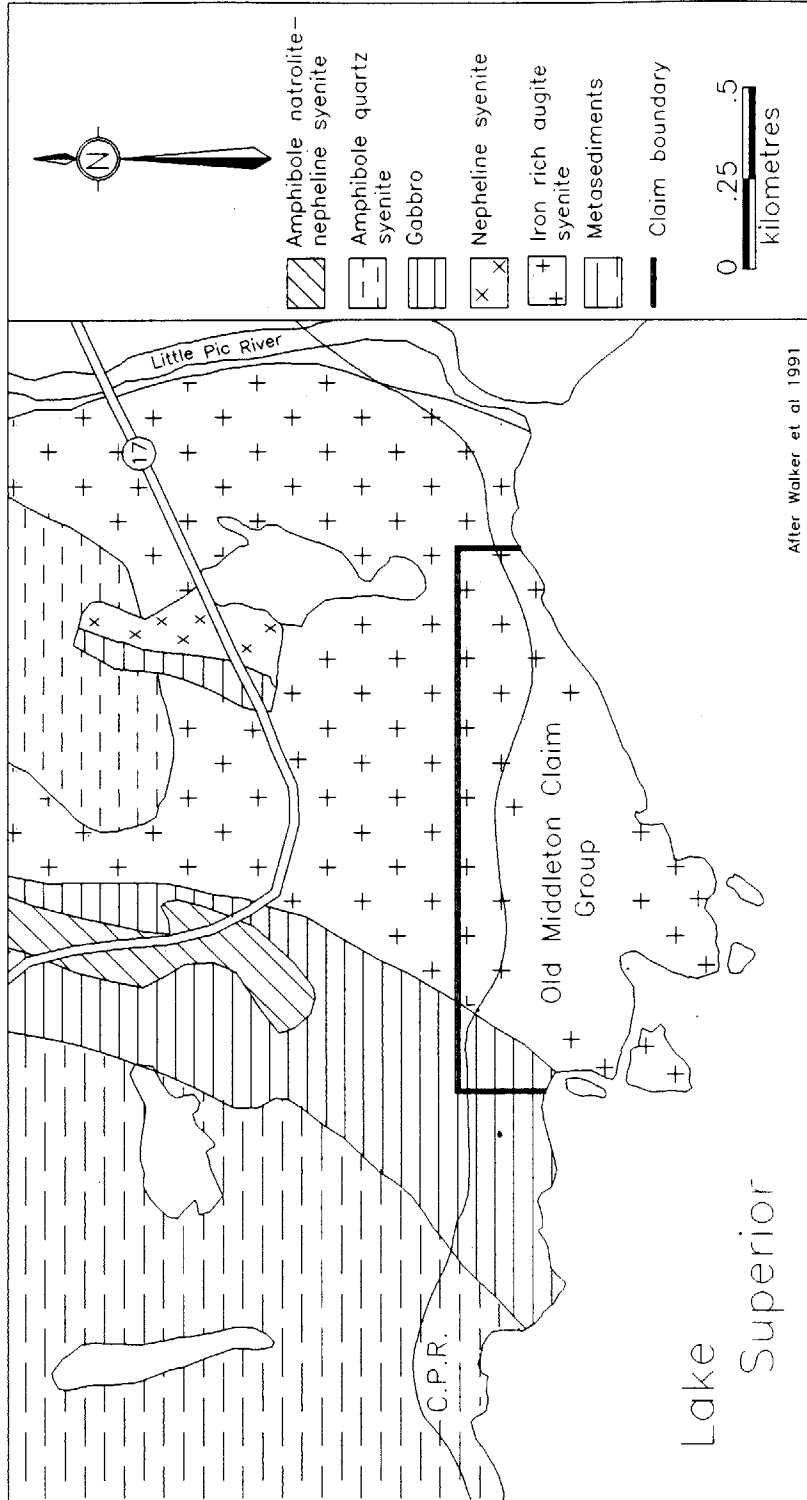 Little Pic River
17
Old Middleton Claim
Group
C.P.R.
Lake
Superior
After Walker et al 1991
N
Amphibole natrolite-
nepheline syenite
Amphibole quartz
syenite
Gabbro
Nepheline syenite
Iron rich augite
syenite
Metasediments
Claim boundary
0 .25 .5
kilometres